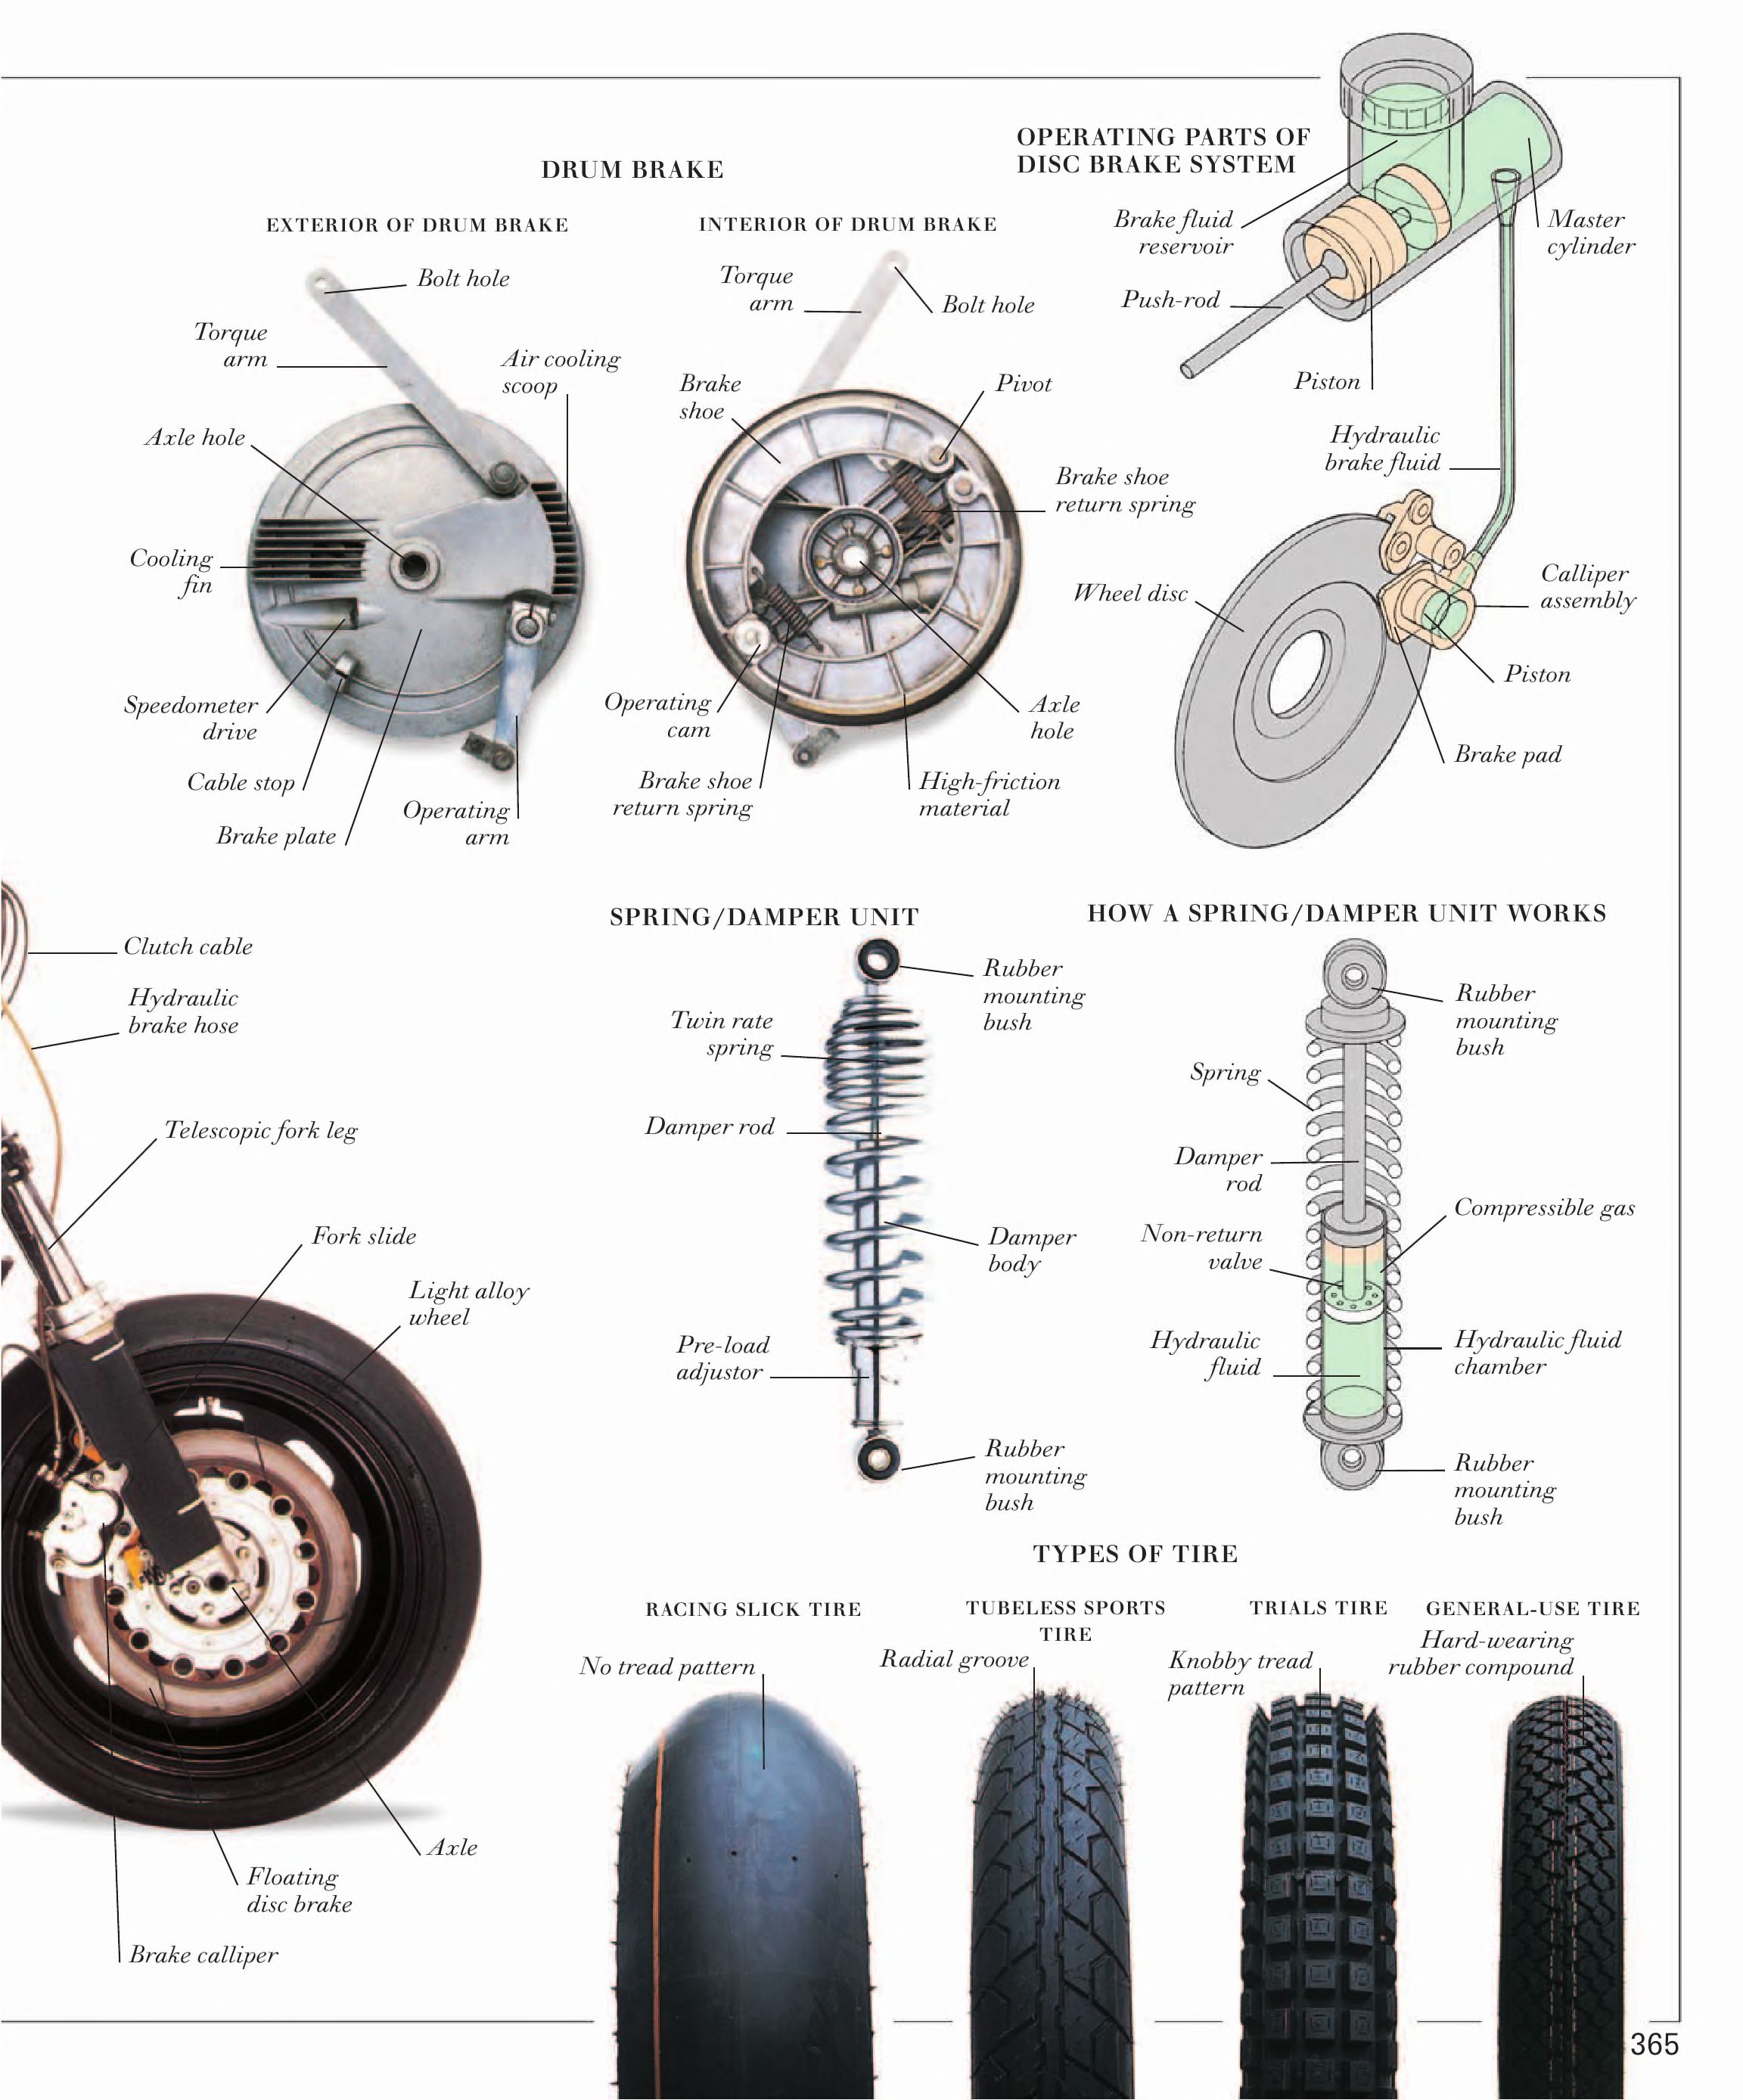 DRUM BRAKE
EXTERIOR OF DRUM BRAKE
Bolt hole
Torque
arm
Air cooling
scoop
Axle hole
Cooling
fin
Speedometer
drive
Cable stop
Brake plate
Operating
arm
INTERIOR OF DRUM BRAKE
Torque
arm
Bolt hole
Brake
shoe
Pivot
Brake shoe
return spring
Operating
cam
Axle
hole
Brake shoe
return spring
High-friction
material
OPERATING PARTS OF
DISC BRAKE SYSTEM
Brake fluid
reservoir
Master
cylinder
Push-rod
Piston
Hydraulic
brake fluid
Wheel disc
Calliper
assembly
Piston
Brake pad
Clutch cable
Hydraulic
brake hose
Telescopic fork leg
Fork slide
Light alloy
wheel
Axle
Floating
disc brake
Brake calliper
SPRING/DAMPER UNIT
Rubber
mounting
bush
Twin rate
spring
Damper rod
Damper
body
Pre-load
adjustor
Rubber
mounting
bush
HOW A SPRING/DAMPER UNIT WORKS
Rubber
mounting
bush
Spring
Damper
rod
Compressible gas
Non-return
valve
Hydraulic
fluid
Hydraulic fluid
chamber
Rubber
mounting
bush
TYPES OF TIRE
RACING SLICK TIRE
No tread pattern
TUBELESS SPORTS
TIRE
Radial groove
TRIALS TIRE
Knobby tread
pattern
GENERAL-USE TIRE
Hard-wearing
rubber compound
365